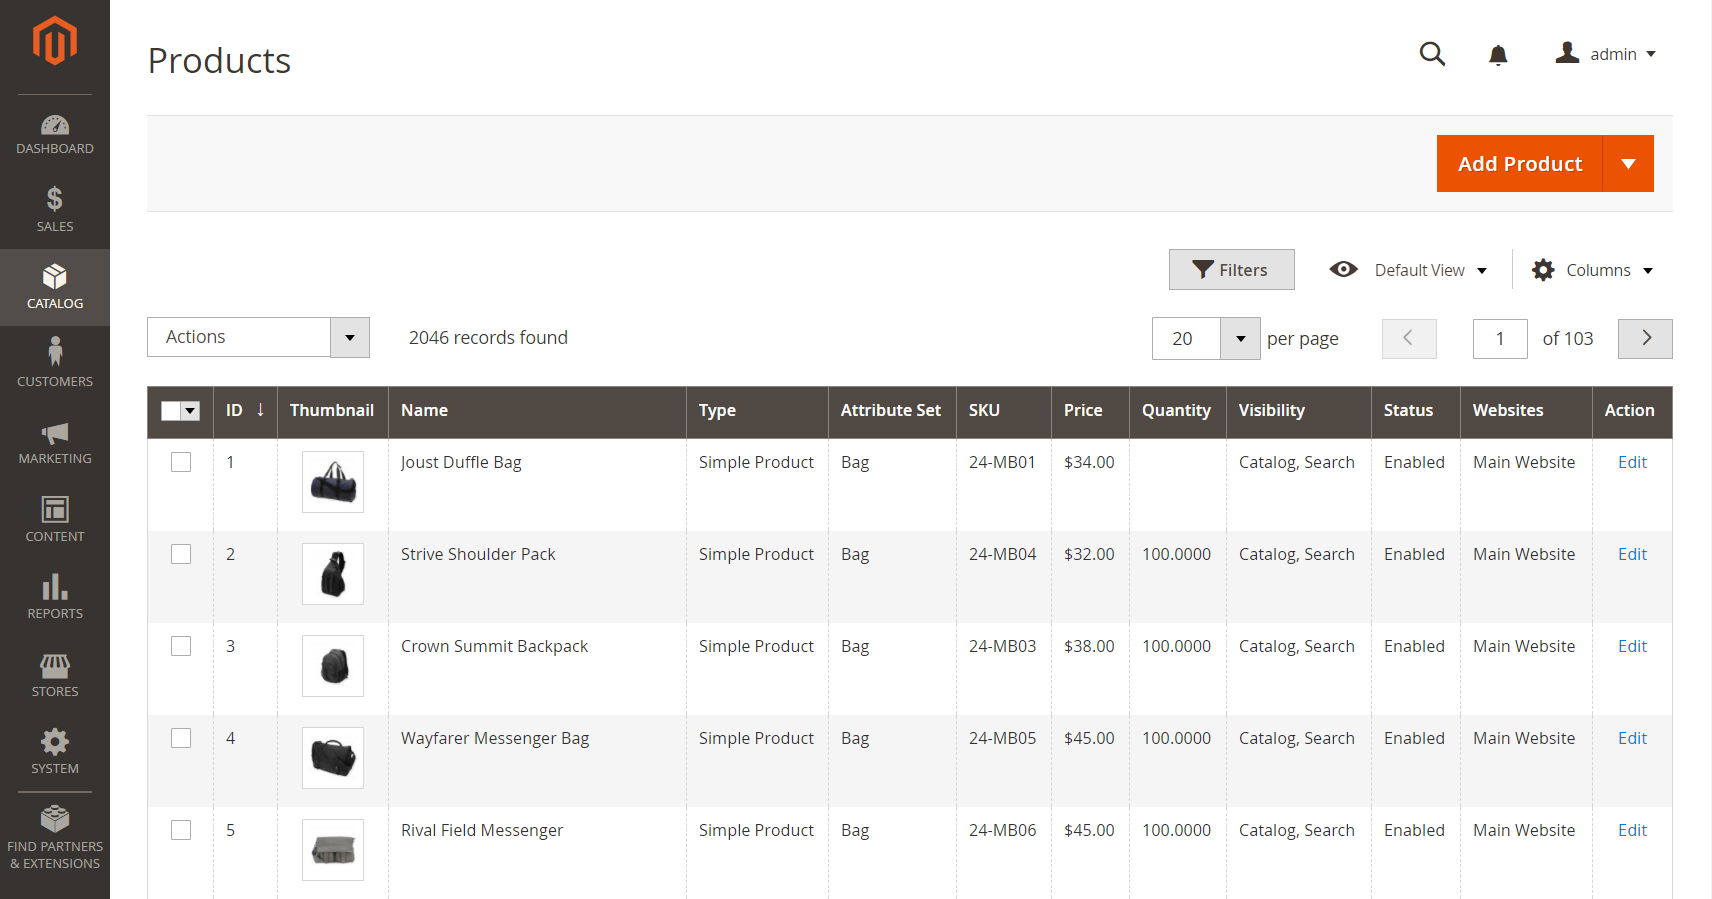 Products
admin
DASHBOARD
SALES
CATALOG
CUSTOMERS
MARKETING
CONTENT
REPORTS
STORES
SYSTEM
FIND PARTNERS
& EXTENSIONS
Add Product
Filters Default View Columns
Actions 2046 records found 20 per page 1 of 103
ID ↓ Thumbnail Name Type Attribute Set SKU Price Quantity Visibility Status Websites Action
1 Joust Duffle Bag Simple Product Bag 24-MB01 $34.00 Catalog, Search Enabled Main Website Edit
2 Strive Shoulder Pack Simple Product Bag 24-MB04 $32.00 100.0000 Catalog, Search Enabled Main Website Edit
3 Crown Summit Backpack Simple Product Bag 24-MB03 $38.00 100.0000 Catalog, Search Enabled Main Website Edit
4 Wayfarer Messenger Bag Simple Product Bag 24-MB05 $45.00 100.0000 Catalog, Search Enabled Main Website Edit
5 Rival Field Messenger Simple Product Bag 24-MB06 $45.00 100.0000 Catalog, Search Enabled Main Website Edit